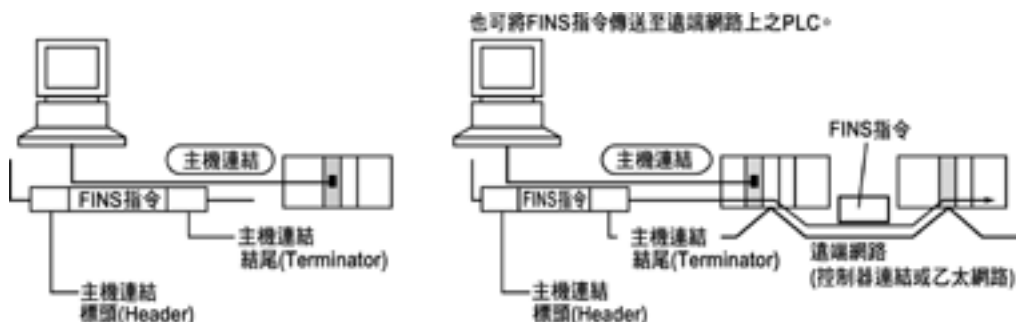 也可將FINS指令傳送至遠端網路上之PLC。
主機連結
FINS指令
主機連結
結尾(Terminator)
主機連結
標頭(Header)
FINS指令
主機連結
FINS指令
主機連結
結尾(Terminator)
遠端網路
(控制器連結或乙太網路)
主機連結
標頭(Header)